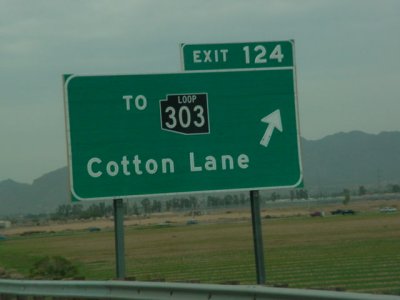 EXIT 124
TO LOOP 303
Cotton Lane